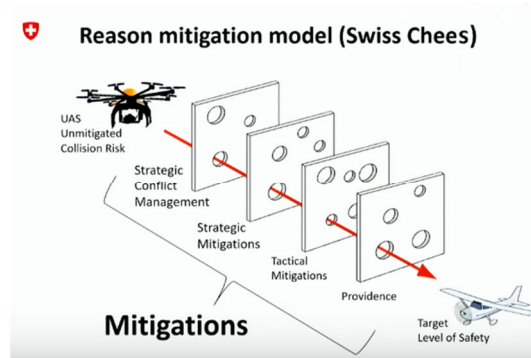 Reason mitigation model (Swiss Chees)
UAS
Unmitigated
Collision Risk
Strategic
Conflict
Management
Strategic
Mitigations
Tactical
Mitigations
Providence
Target
Level of Safety
Mitigations